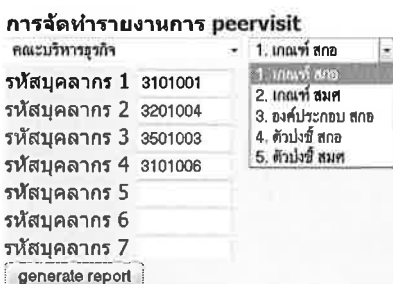 การจัดทำรายงานการ peervisit
คณะบริหารธุรกิจ
1. เกณฑ์ สกอ
1. เกณฑ์ สกอ
2. เกณฑ์ สมศ
3. องค์ประกอบ สกอ
4. ตัวบ่งชี้ สกอ
5. ตัวบ่งชี้ สมศ
รหัสบุคลากร 1 3101001
รหัสบุคลากร 2 3201004
รหัสบุคลากร 3 3501003
รหัสบุคลากร 4 3101006
รหัสบุคลากร 5
รหัสบุคลากร 6
รหัสบุคลากร 7
generate report